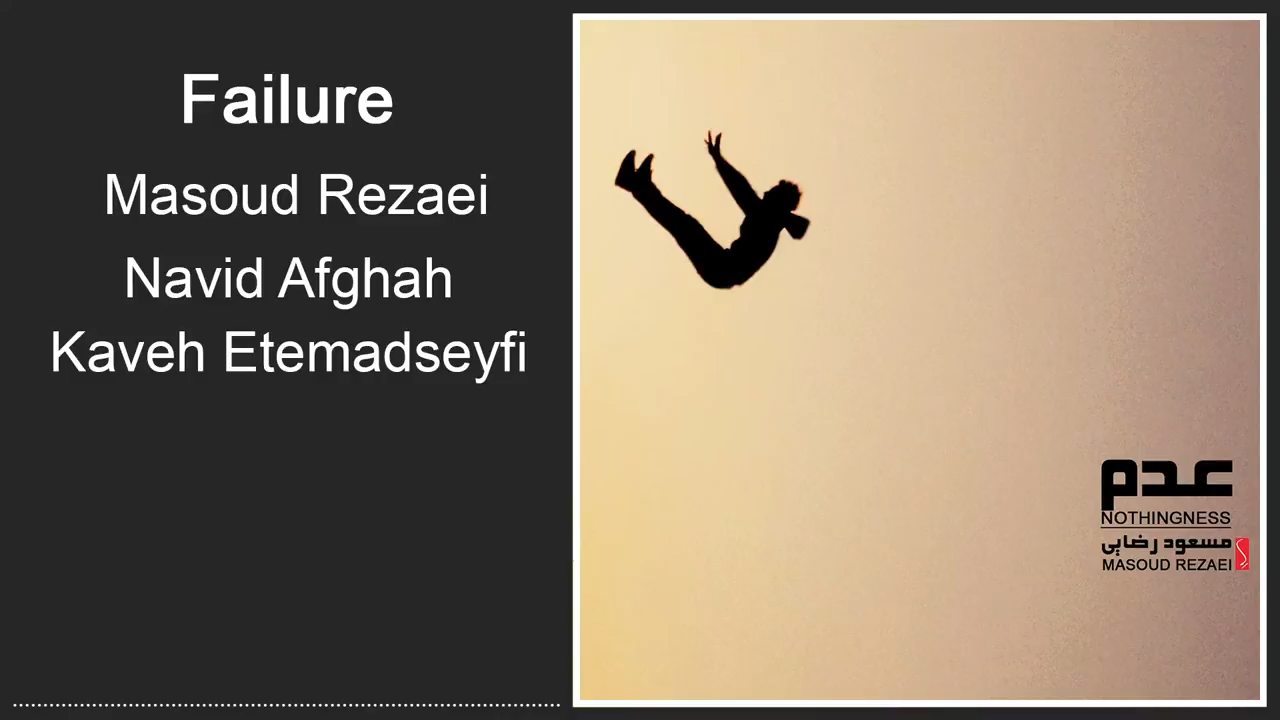 Failure
Masoud Rezaei
Navid Afghah
Kaveh Etemadseyfi
عدم
NOTHINGNESS
مسعود رضایی
MASOUD REZAEI